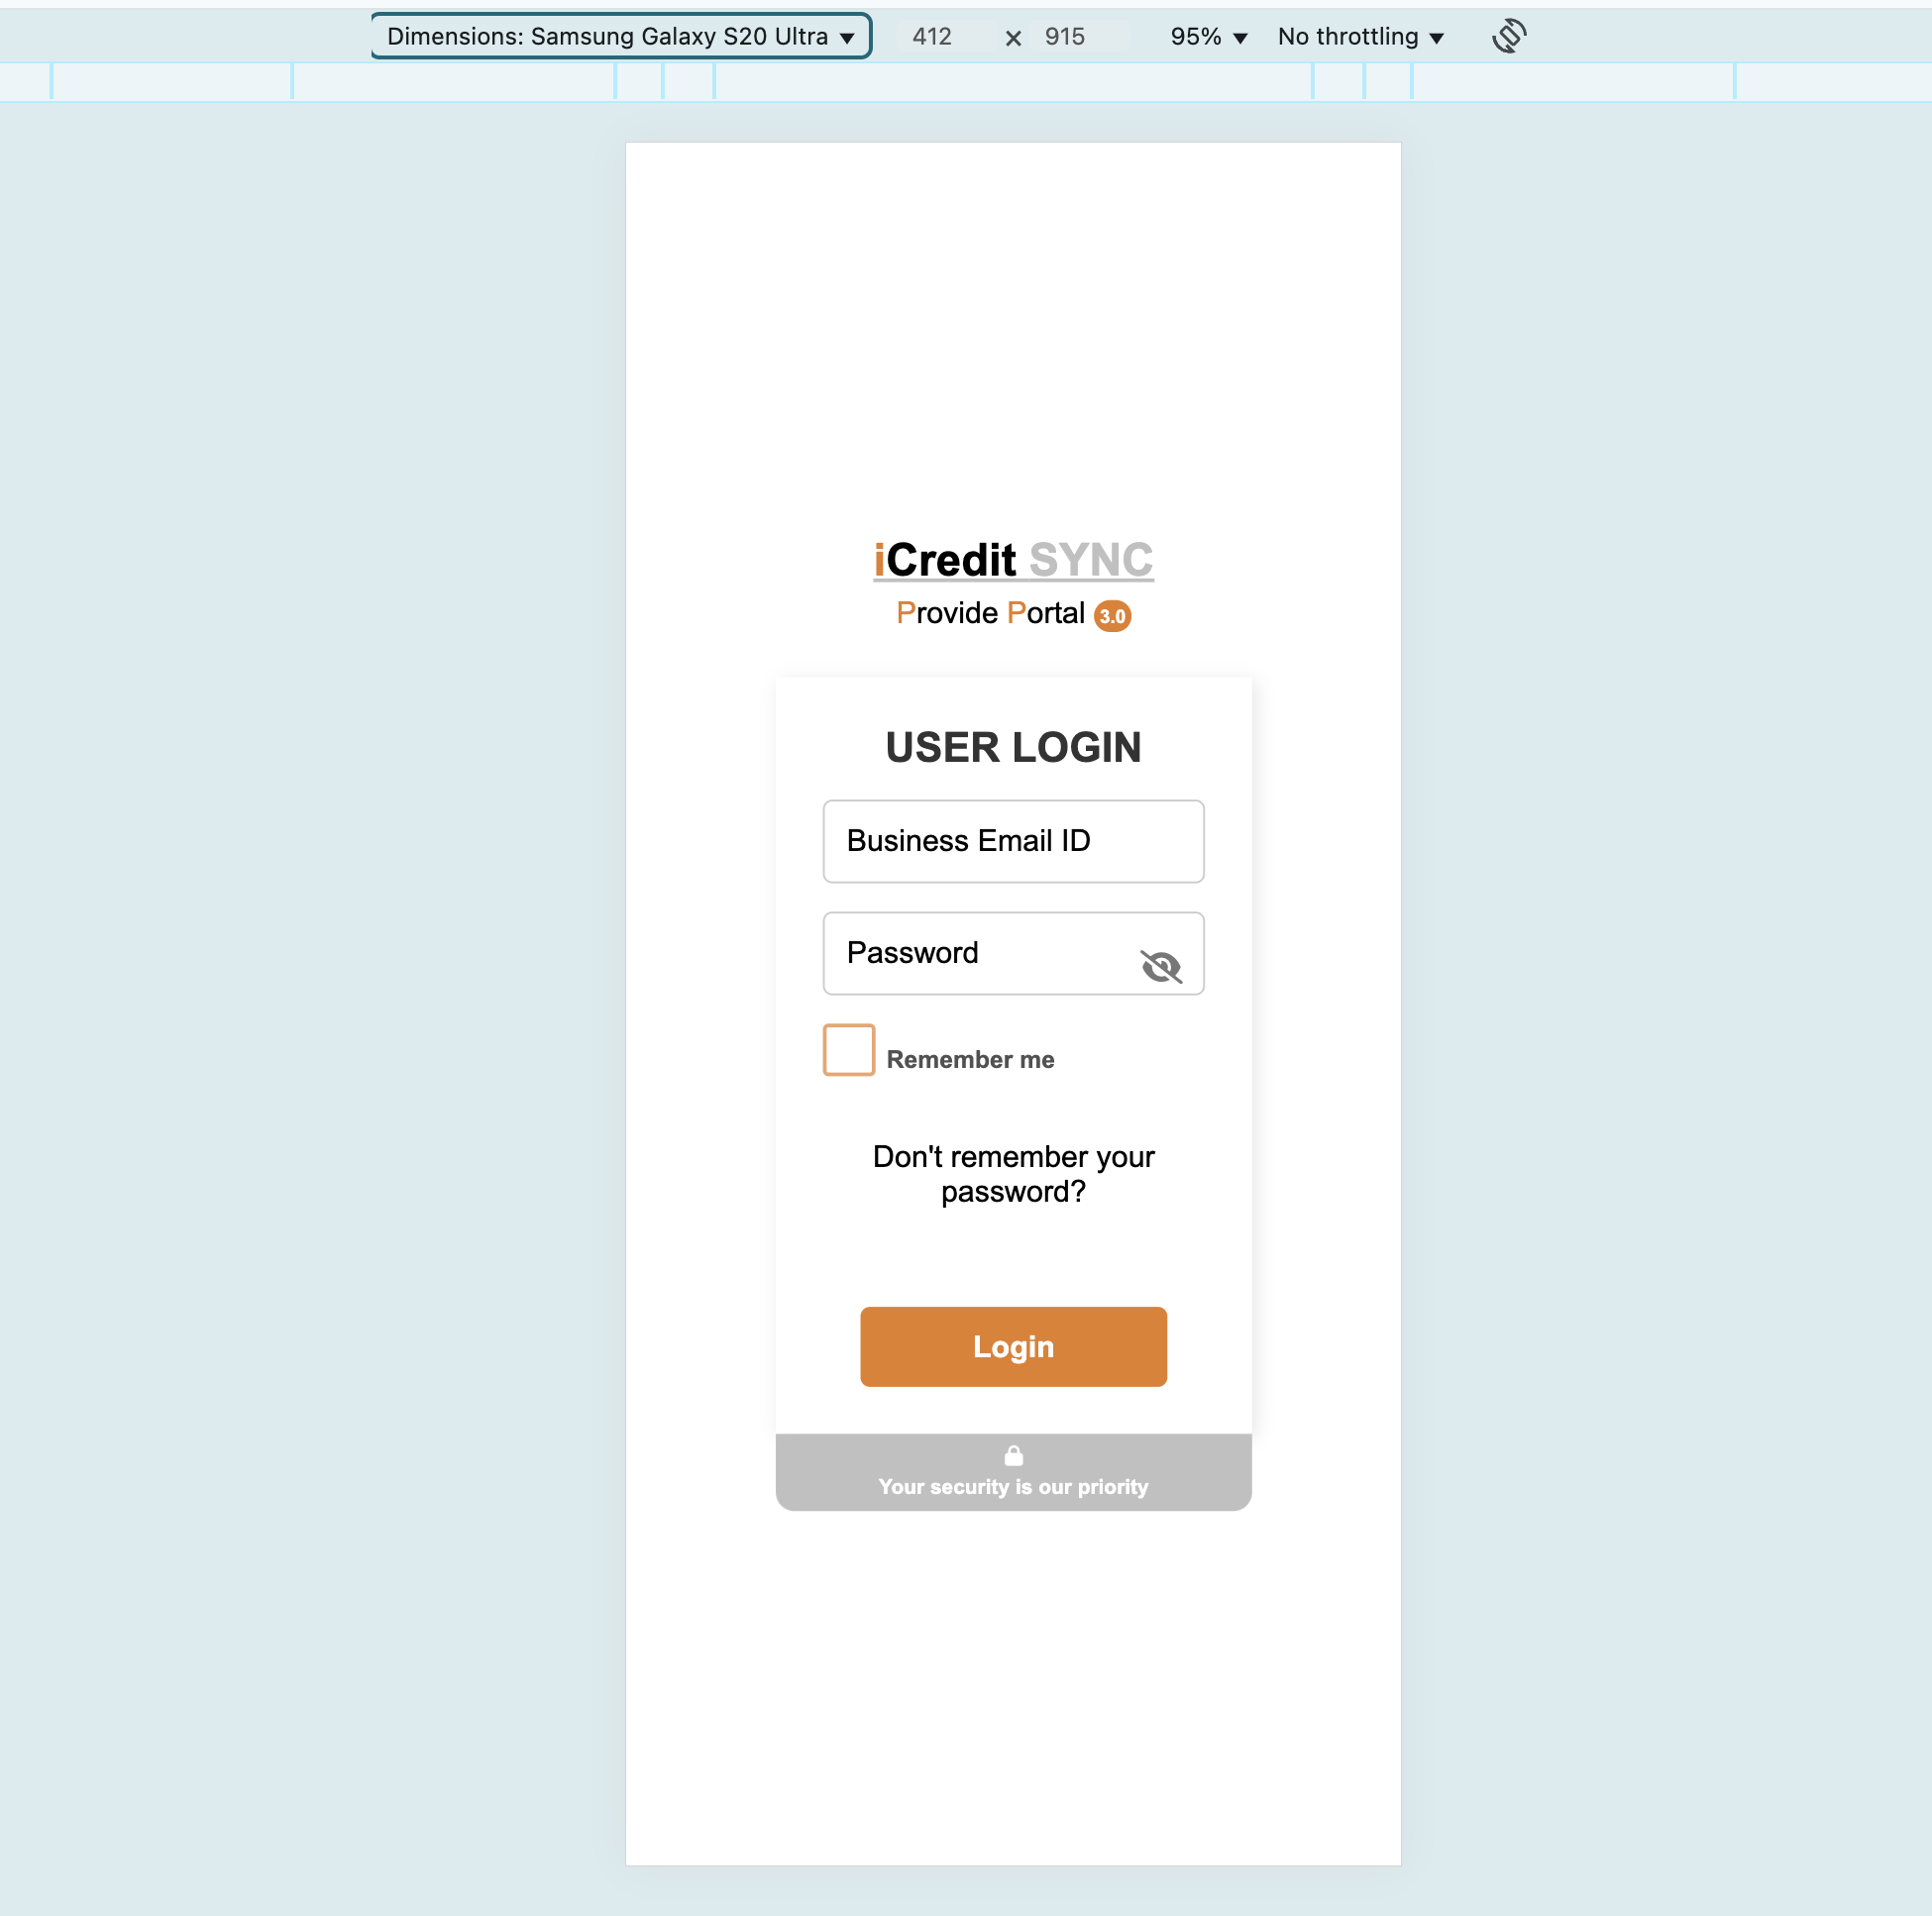 Dimensions: Samsung Galaxy S20 Ultra ▼ 412 × 915 95% ▼ No throttling ▼
iCredit SYNC
Provide Portal 3.0
USER LOGIN
Business Email ID
Password
Remember me
Don't remember your
password?
Login
Your security is our priority